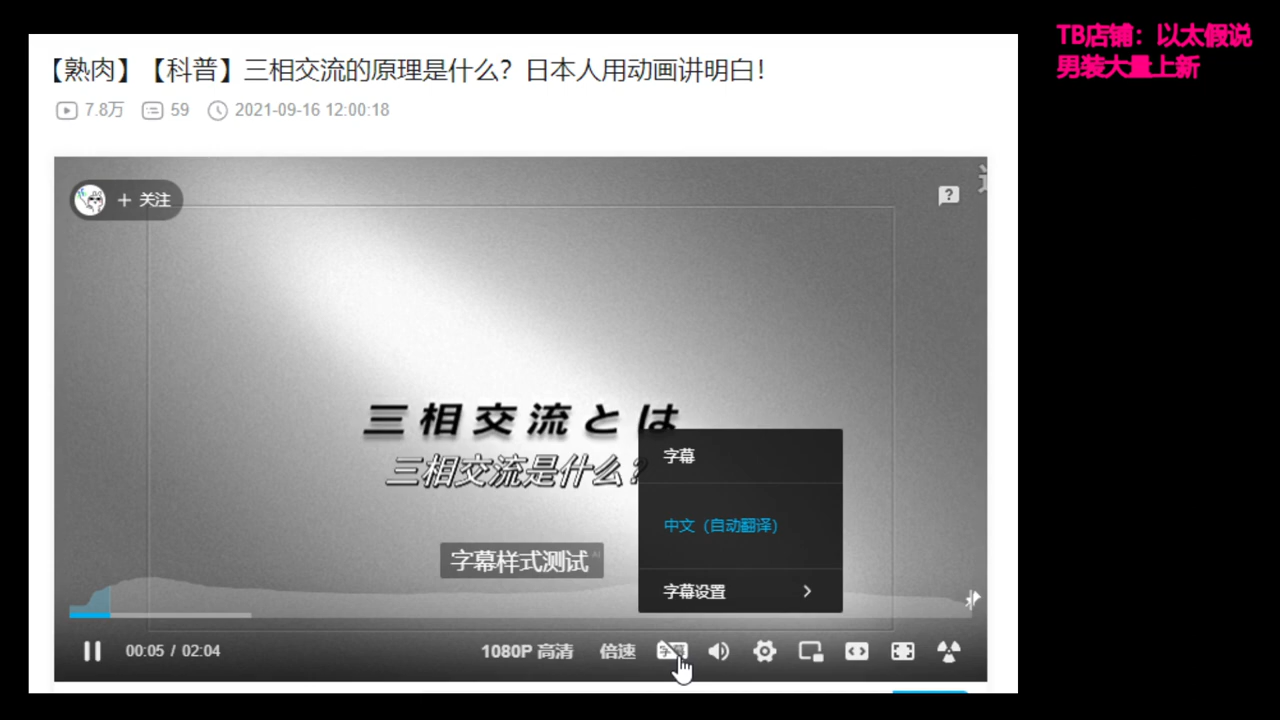 TB店铺：以太假说
男装大量上新
【熟肉】【科普】三相交流的原理是什么？日本人用动画讲明白！
7.8万 59 2021-09-16 12:00:18
+ 关注
三相交流とは
三相交流是什么？
字幕
中文（自动翻译）
字幕样式测试 AI
字幕设置
00:05 / 02:04 1080P 高清 倍速